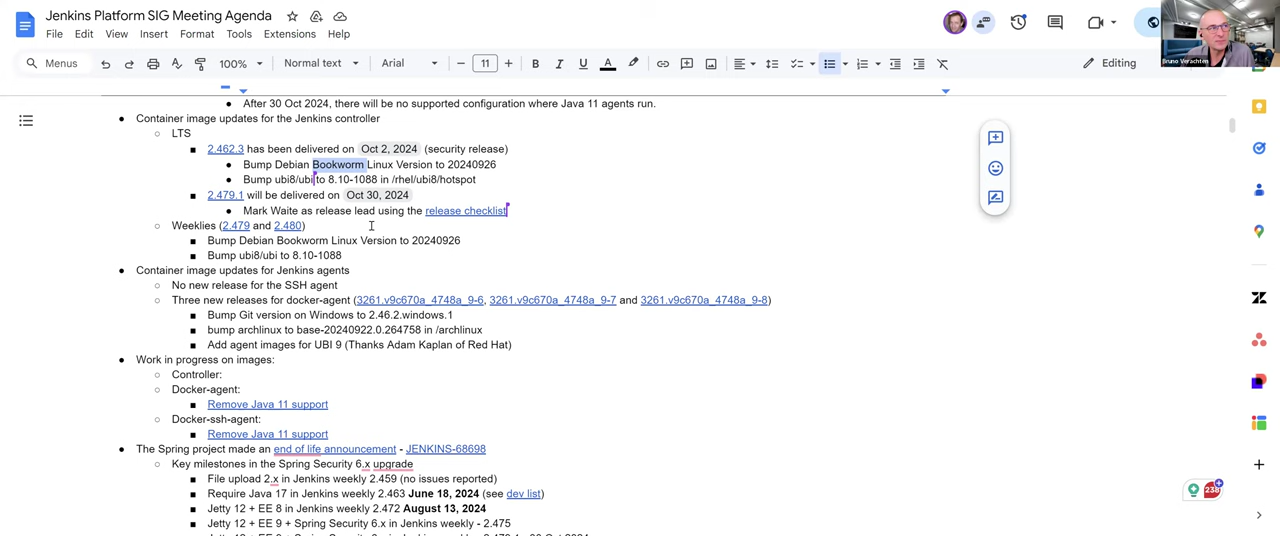 Jenkins Platform SIG Meeting Agenda
File Edit View Insert Format Tools Extensions Help
Menus 100% Normal text Arial 11 B I U A Editing
Bruno Verachten
After 30 Oct 2024, there will be no supported configuration where Java 11 agents run.
Container image updates for the Jenkins controller
LTS
2.462.3 has been delivered on Oct 2, 2024 (security release)
Bump Debian Bookworm Linux Version to 20240926
Bump ubi8/ubi to 8.10-1088 in /rhel/ubi8/hotspot
2.479.1 will be delivered on Oct 30, 2024
Mark Waite as release lead using the release checklist
Weeklies (2.479 and 2.480)
Bump Debian Bookworm Linux Version to 20240926
Bump ubi8/ubi to 8.10-1088
Container image updates for Jenkins agents
No new release for the SSH agent
Three new releases for docker-agent (3261.v9c670a_4748a_9-6, 3261.v9c670a_4748a_9-7 and 3261.v9c670a_4748a_9-8)
Bump Git version on Windows to 2.46.2.windows.1
bump archlinux to base-20240922.0.264758 in /archlinux
Add agent images for UBI 9 (Thanks Adam Kaplan of Red Hat)
Work in progress on images:
Controller:
Docker-agent:
Remove Java 11 support
Docker-ssh-agent:
Remove Java 11 support
The Spring project made an end of life announcement - JENKINS-68698
Key milestones in the Spring Security 6.x upgrade
File upload 2.x in Jenkins weekly 2.459 (no issues reported)
Require Java 17 in Jenkins weekly 2.463 June 18, 2024 (see dev list)
Jetty 12 + EE 8 in Jenkins weekly 2.472 August 13, 2024
Jetty 12 + EE 9 + Spring Security 6.x in Jenkins weekly - 2.475